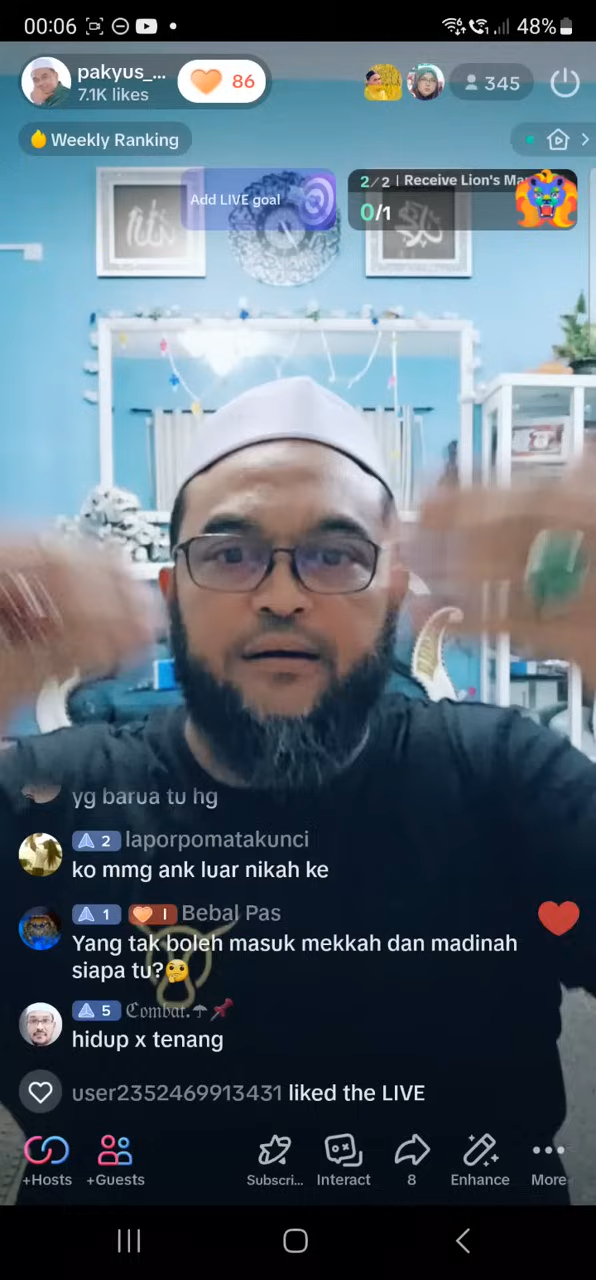 00:06
48%
pakyus_...
86
7.1K likes
345
Weekly Ranking
Add LIVE goal
2/2 | Receive Lion's Ma
0/1
yg barua tu hg
2 laporpomatakunci
ko mmg ank luar nikah ke
1 I Bebal Pas
Yang tak boleh masuk mekkah dan madinah
siapa tu?🤔
5 ℭ𝔬𝔪𝔟𝔞𝔱.☂📌
hidup x tenang
user2352469913431 liked the LIVE
+Hosts
+Guests
Subscri...
Interact
8
Enhance
More